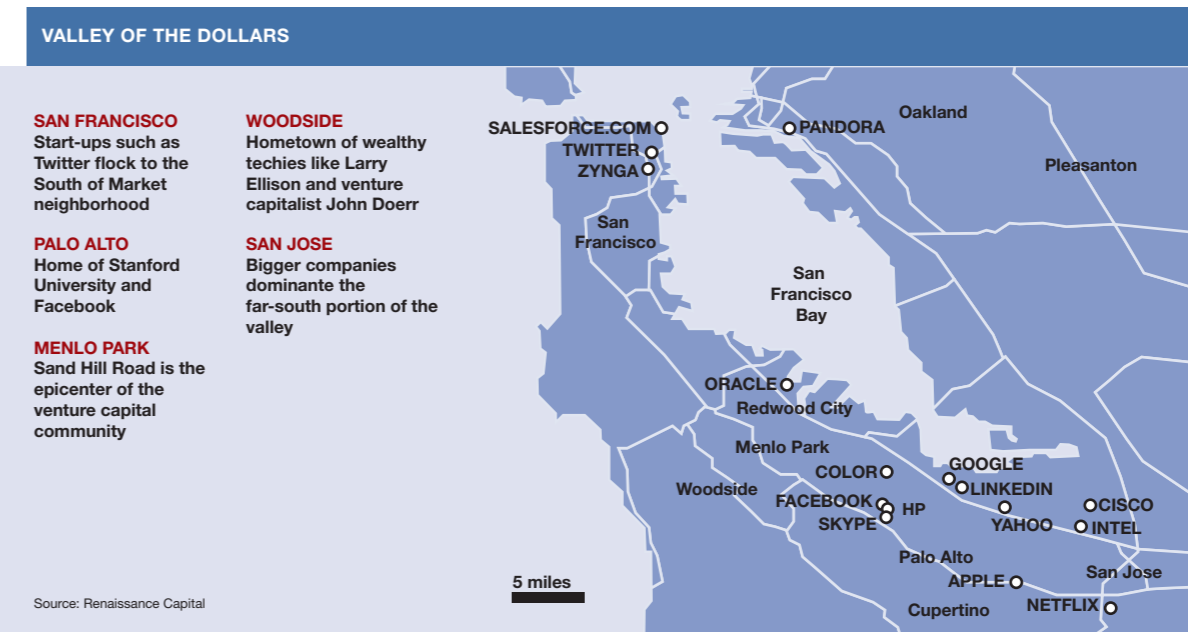 VALLEY OF THE DOLLARS
SAN FRANCISCO
Start-ups such as
Twitter flock to the
South of Market
neighborhood
PALO ALTO
Home of Stanford
University and
Facebook
MENLO PARK
Sand Hill Road is the
epicenter of the
venture capital
community
WOODSIDE
Hometown of wealthy
techies like Larry
Ellison and venture
capitalist John Doerr
SAN JOSE
Bigger companies
dominante the
far-south portion of the
valley
SALESFORCE.COM
TWITTER
ZYNGA
San
Francisco
PANDORA
Oakland
Pleasanton
San
Francisco
Bay
ORACLE
Redwood City
Menlo Park
Woodside
COLOR
FACEBOOK
HP
SKYPE
GOOGLE
LINKEDIN
YAHOO
CISCO
INTEL
Palo Alto
APPLE
San Jose
Cupertino
NETFLIX
5 miles
Source: Renaissance Capital